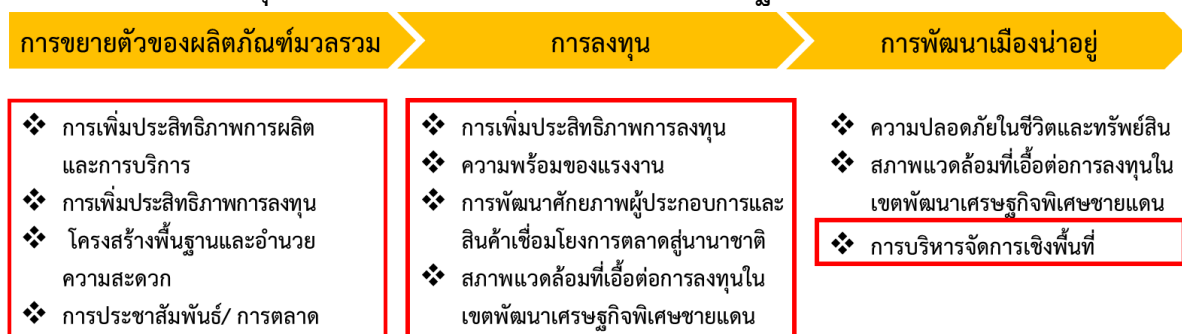 การขยายตัวของผลิตภัณฑ์มวลรวม
การลงทุน
การพัฒนาเมืองน่าอยู่
❖ การเพิ่มประสิทธิภาพการผลิต
และการบริการ
❖ การเพิ่มประสิทธิภาพการลงทุน
❖ โครงสร้างพื้นฐานและอำนวย
ความสะดวก
❖ การประชาสัมพันธ์/ การตลาด
❖ การเพิ่มประสิทธิภาพการลงทุน
❖ ความพร้อมของแรงงาน
❖ การพัฒนาศักยภาพผู้ประกอบการและ
สินค้าเชื่อมโยงการตลาดสู่นานาชาติ
❖ สภาพแวดล้อมที่เอื้อต่อการลงทุนใน
เขตพัฒนาเศรษฐกิจพิเศษชายแดน
❖ ความปลอดภัยในชีวิตและทรัพย์สิน
❖ สภาพแวดล้อมที่เอื้อต่อการลงทุนใน
เขตพัฒนาเศรษฐกิจพิเศษชายแดน
❖ การบริหารจัดการเชิงพื้นที่